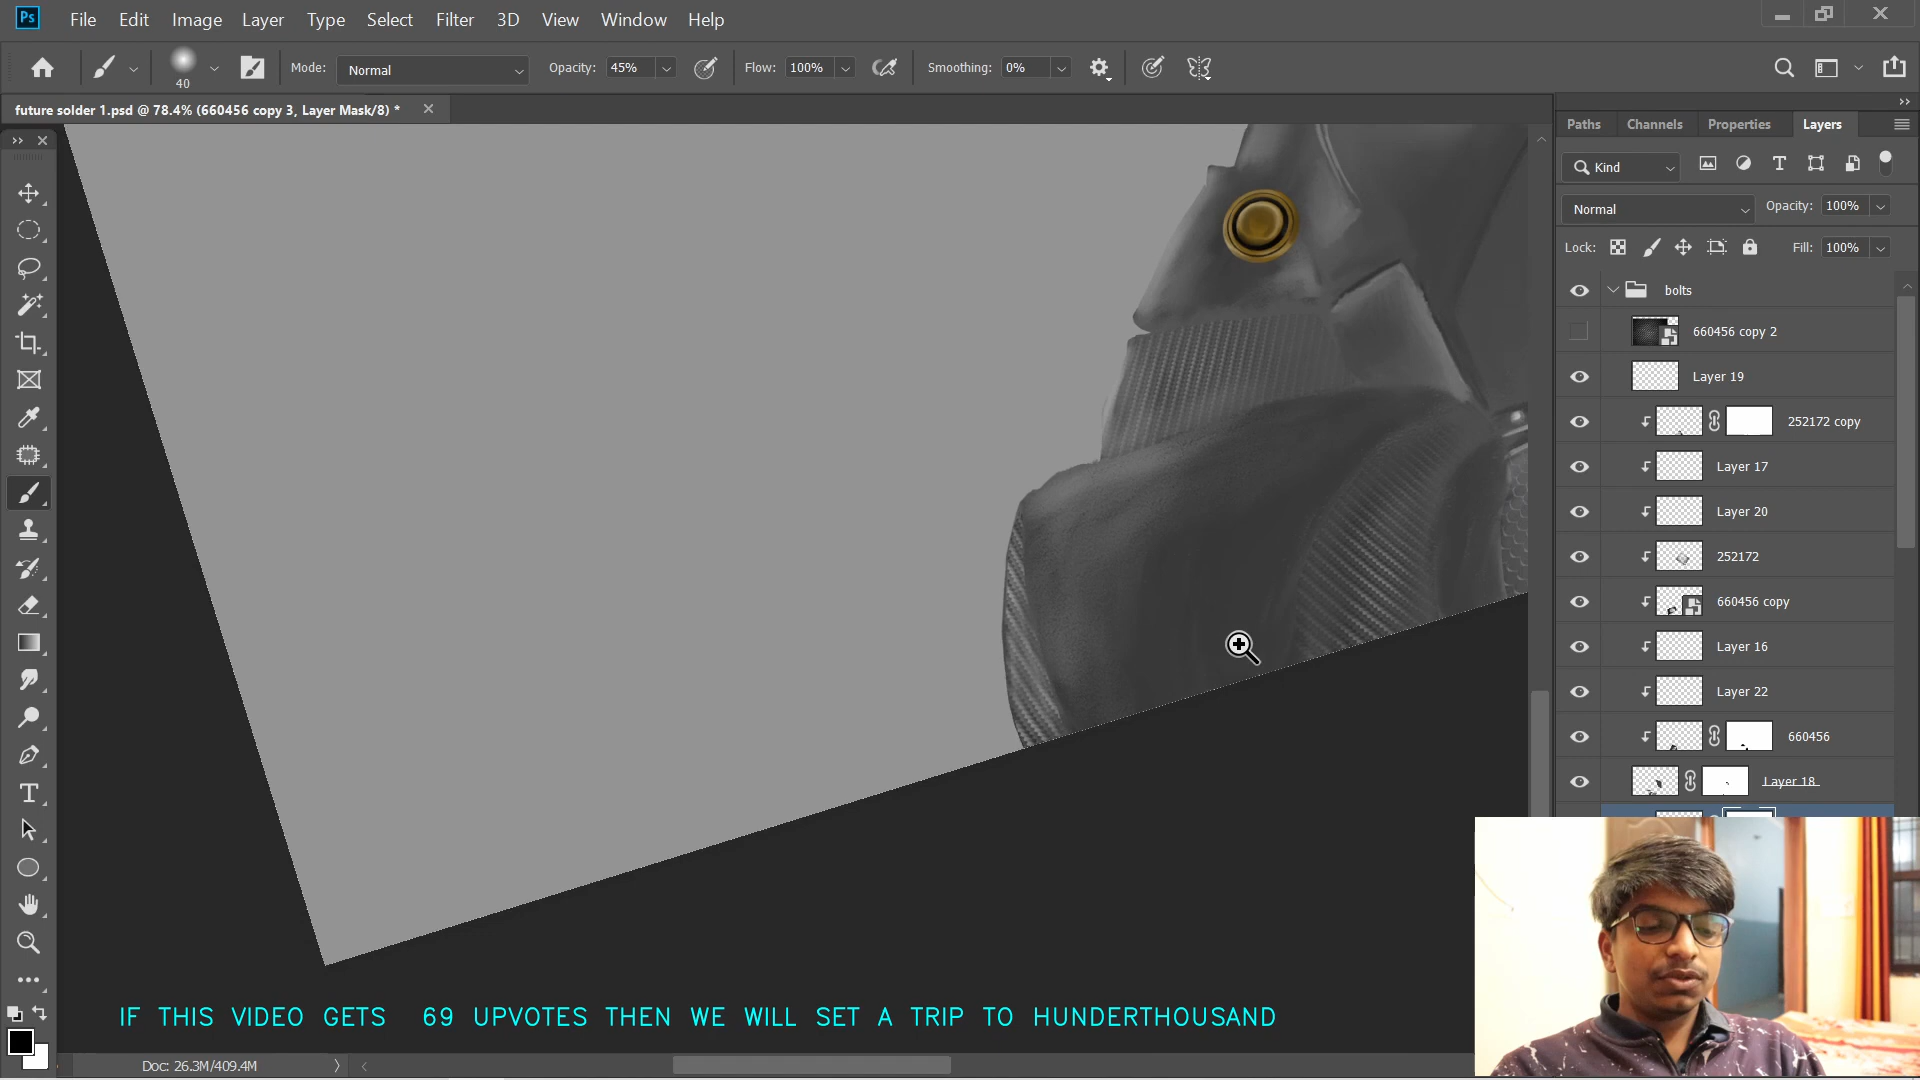 Ps File Edit Image Layer Type Select Filter 3D View Window Help
40 Mode: Normal Opacity: 45% Flow: 100% Smoothing: 0%
future solder 1.psd @ 78.4% (660456 copy 3, Layer Mask/8) *
Paths Channels Properties Layers
Kind
Normal Opacity: 100%
Lock: Fill: 100%
bolts
660456 copy 2
Layer 19
252172 copy
Layer 17
Layer 20
252172
660456 copy
Layer 16
Layer 22
660456
Layer 18
IF THIS VIDEO GETS 69 UPVOTES THEN WE WILL SET A TRIP TO HUNDERTHOUSAND
Doc: 26.3M/409.4M